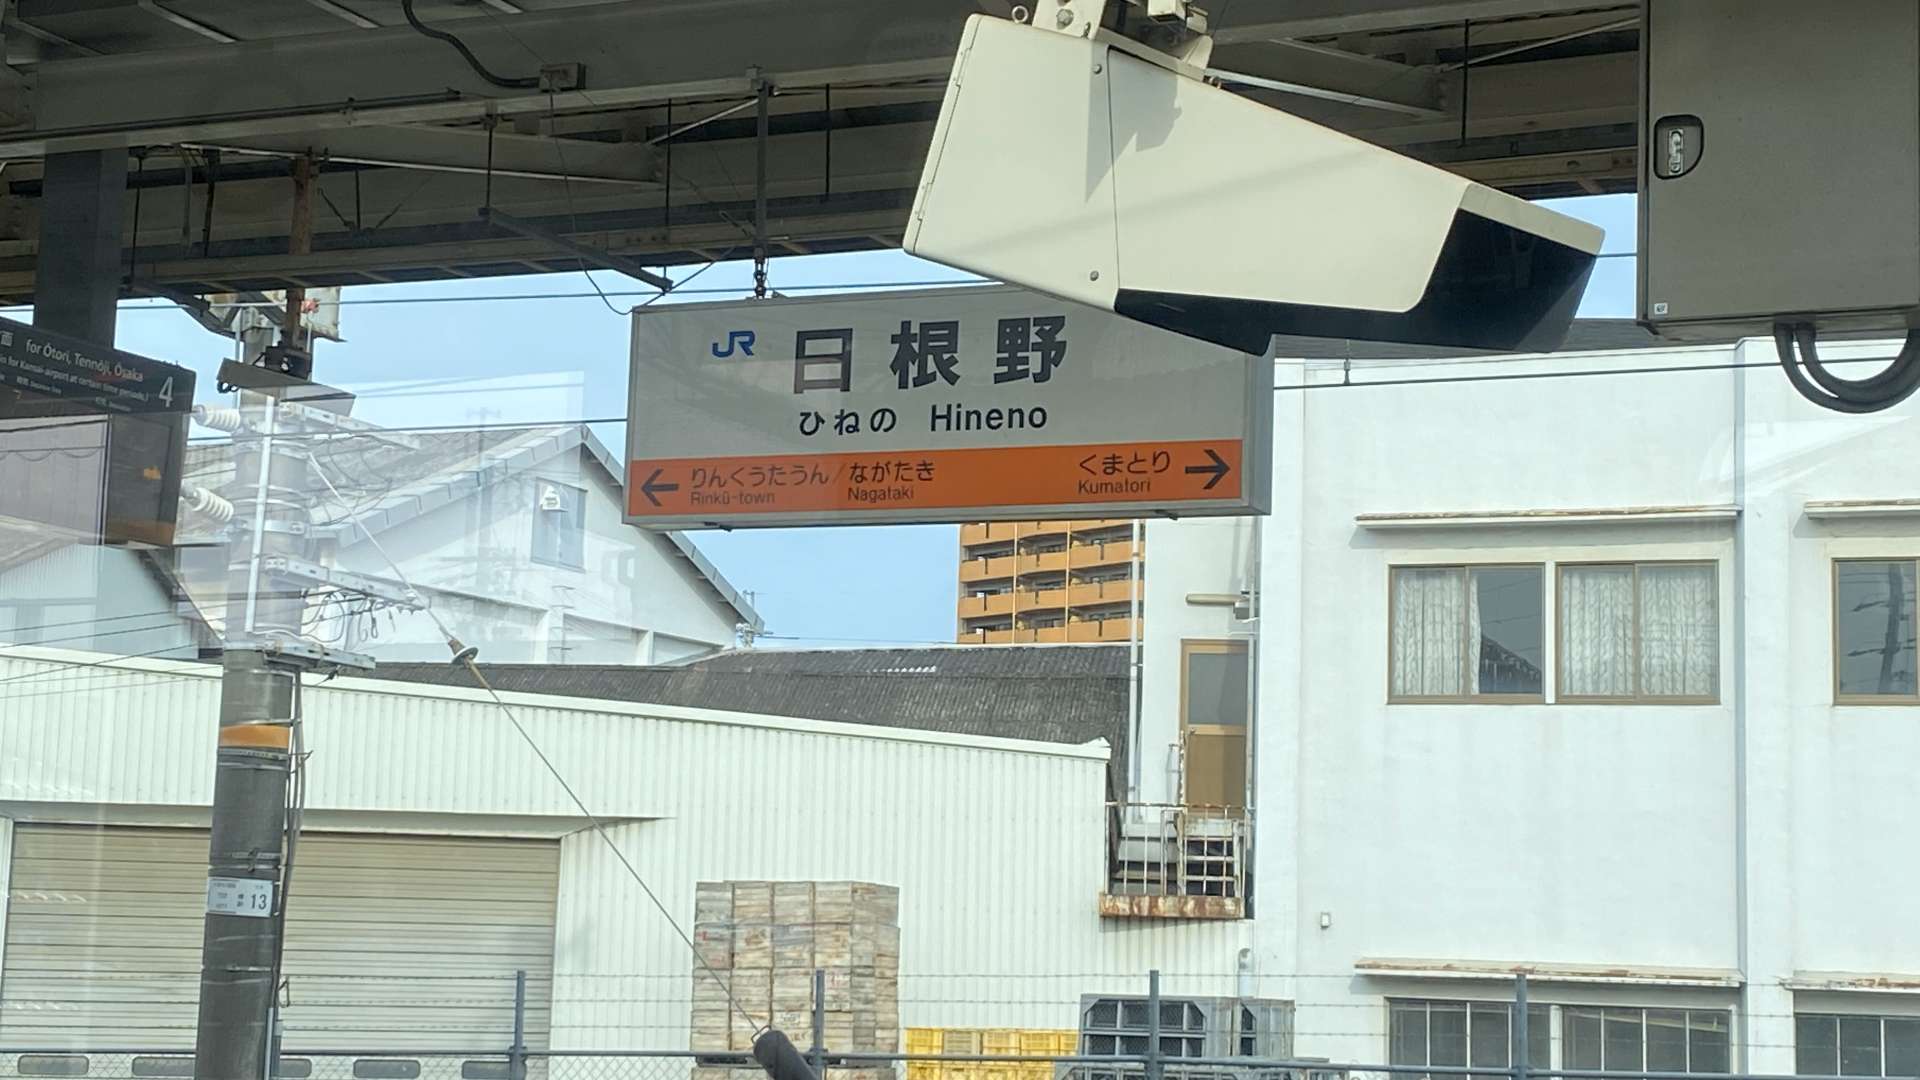 for Ōtori, Tennōji, Ōsaka
4
JR 日根野
ひねの Hineno
← りんくうたうん/ながたき くまとり →
Rinkū-town Nagataki Kumatori
13